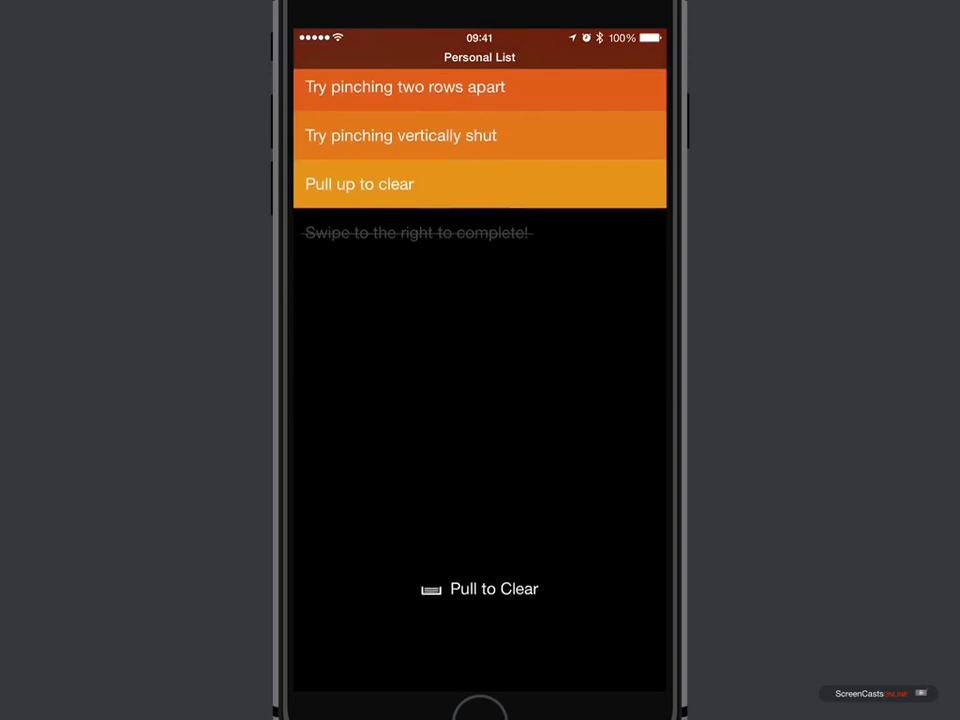 09:41
100%
Personal List
Try pinching two rows apart
Try pinching vertically shut
Pull up to clear
Swipe to the right to complete!
Pull to Clear
ScreenCastsONLINE